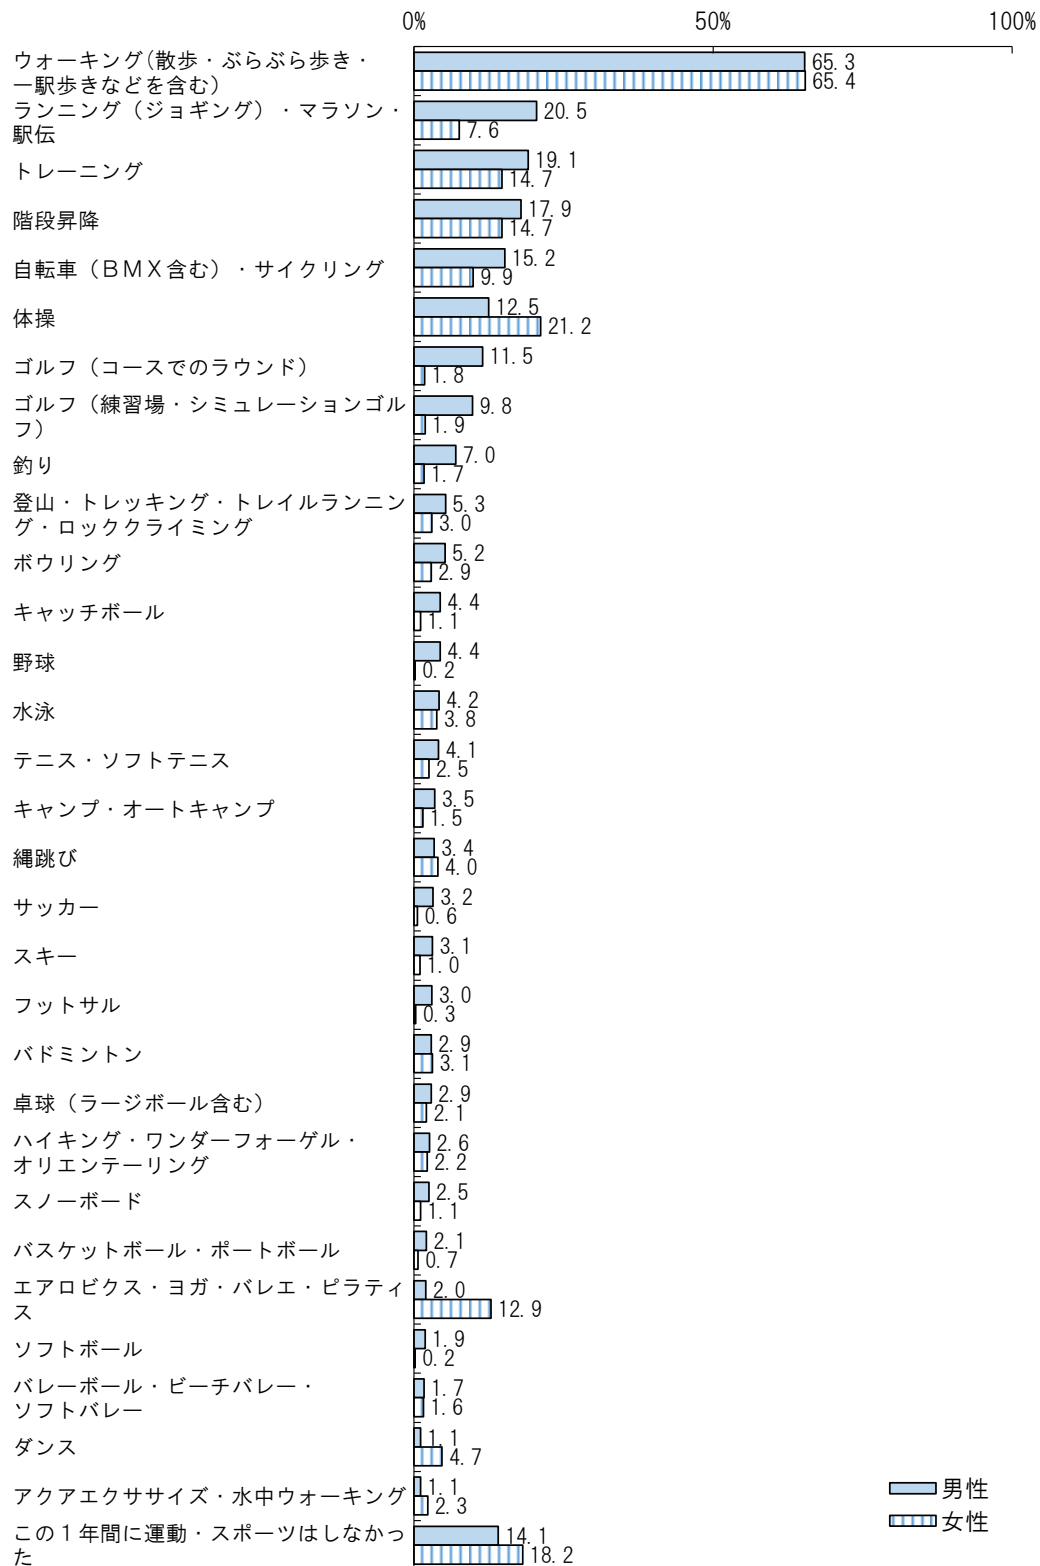 0%
50%
100%
ウォーキング(散歩・ぶらぶら歩き・
一駅歩きなどを含む)
65.3
65.4
ランニング（ジョギング）・マラソン・
駅伝
20.5
7.6
トレーニング
19.1
14.7
階段昇降
17.9
14.7
自転車（ＢＭＸ含む）・サイクリング
15.2
9.9
体操
12.5
21.2
ゴルフ（コースでのラウンド）
11.5
1.8
ゴルフ（練習場・シミュレーションゴル
フ）
9.8
1.9
釣り
7.0
1.7
登山・トレッキング・トレイルランニン
グ・ロッククライミング
5.3
3.0
ボウリング
5.2
2.9
キャッチボール
4.4
1.1
野球
4.4
0.2
水泳
4.2
3.8
テニス・ソフトテニス
4.1
2.5
キャンプ・オートキャンプ
3.5
1.5
縄跳び
3.4
4.0
サッカー
3.2
0.6
スキー
3.1
1.0
フットサル
3.0
0.3
バドミントン
2.9
3.1
卓球（ラージボール含む）
2.9
2.1
ハイキング・ワンダーフォーゲル・
オリエンテーリング
2.6
2.2
スノーボード
2.5
1.1
バスケットボール・ポートボール
2.1
0.7
エアロビクス・ヨガ・バレエ・ピラティ
ス
2.0
12.9
ソフトボール
1.9
0.2
バレーボール・ビーチバレー・
ソフトバレー
1.7
1.6
ダンス
1.1
4.7
アクアエクササイズ・水中ウォーキング
1.1
2.3
この１年間に運動・スポーツはしなかっ
た
14.1
18.2
男性
女性